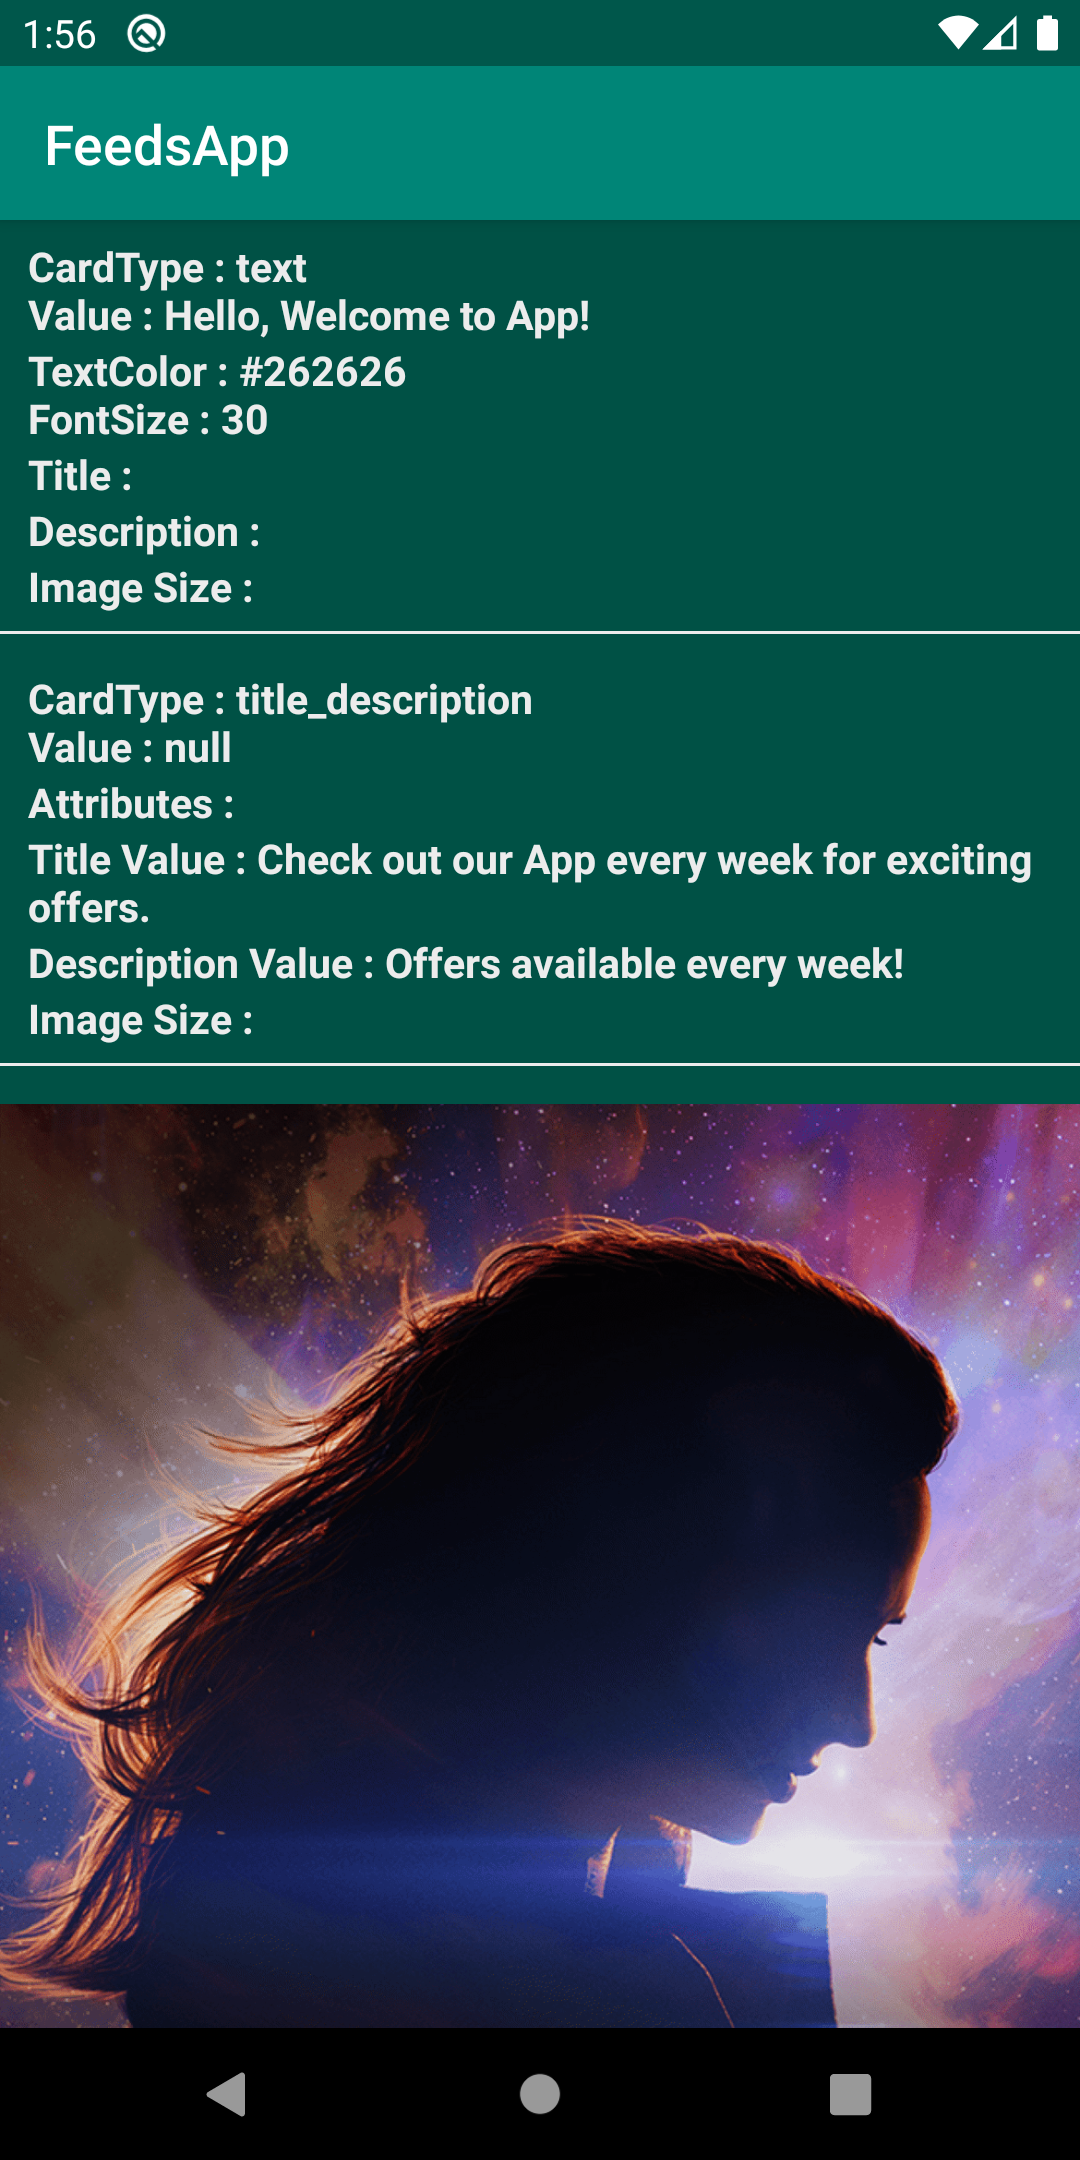 1:56
FeedsApp
CardType : text
Value : Hello, Welcome to App!
TextColor : #262626
FontSize : 30
Title :
Description :
Image Size :
CardType : title_description
Value : null
Attributes :
Title Value : Check out our App every week for exciting
offers.
Description Value : Offers available every week!
Image Size :